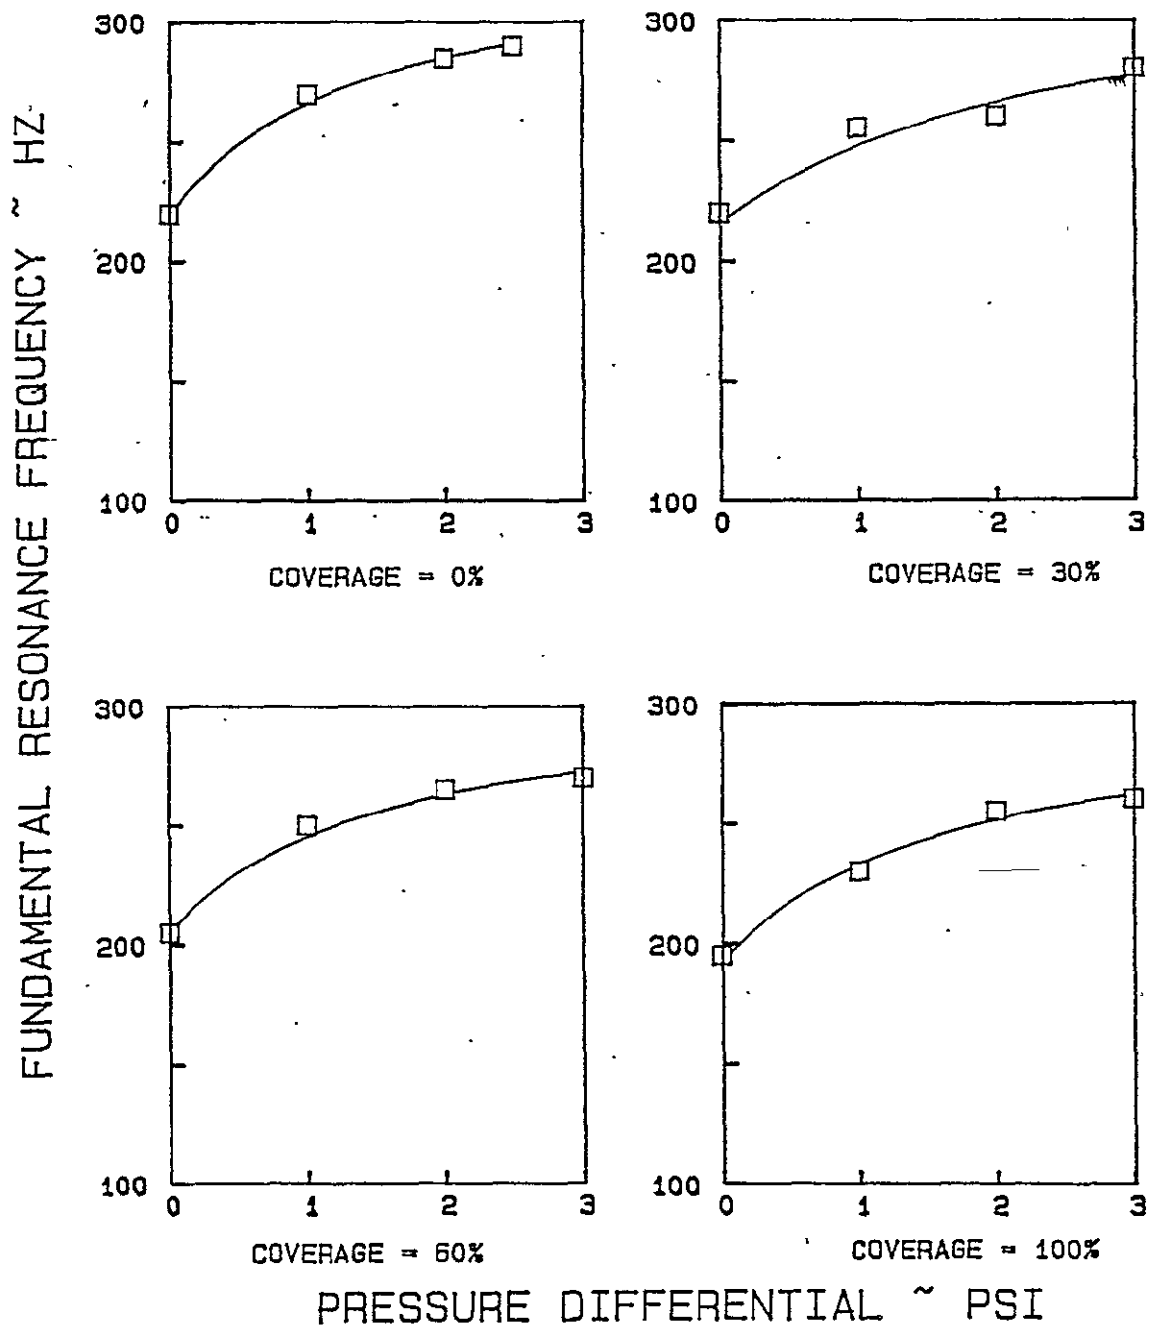 FUNDAMENTAL RESONANCE FREQUENCY ~ HZ
300
200
100
0 1 2 3
COVERAGE = 0%
300
200
100
0 1 2 3
COVERAGE = 30%
300
200
100
0 1 2 3
COVERAGE = 60%
300
200
100
0 1 2 3
COVERAGE = 100%
PRESSURE DIFFERENTIAL ~ PSI